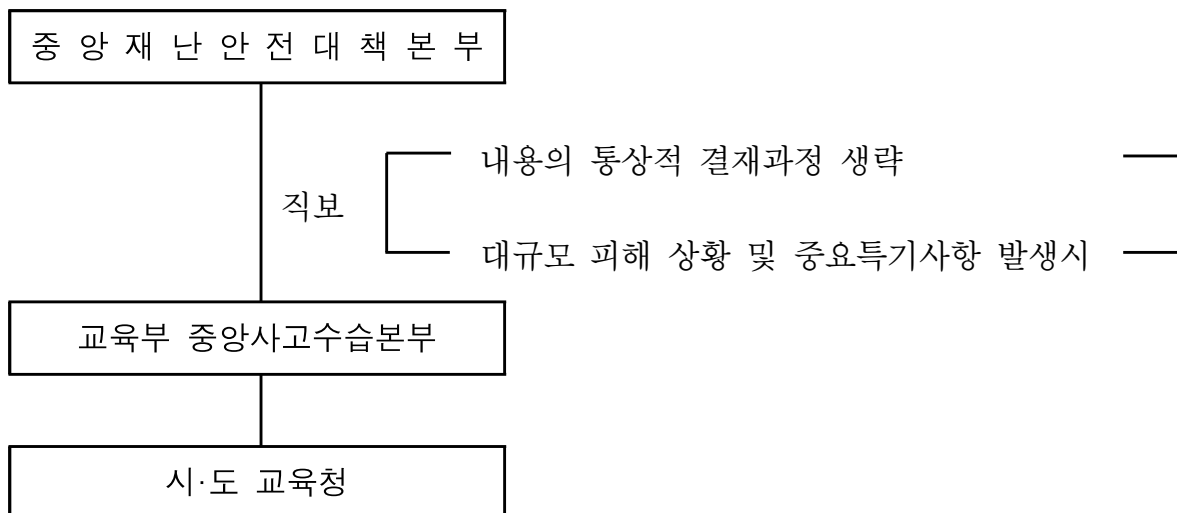 중 앙 재 난 안 전 대 책 본 부
내용의 통상적 결재과정 생략
직보
대규모 피해 상황 및 중요특기사항 발생시
교육부 중앙사고수습본부
시·도 교육청